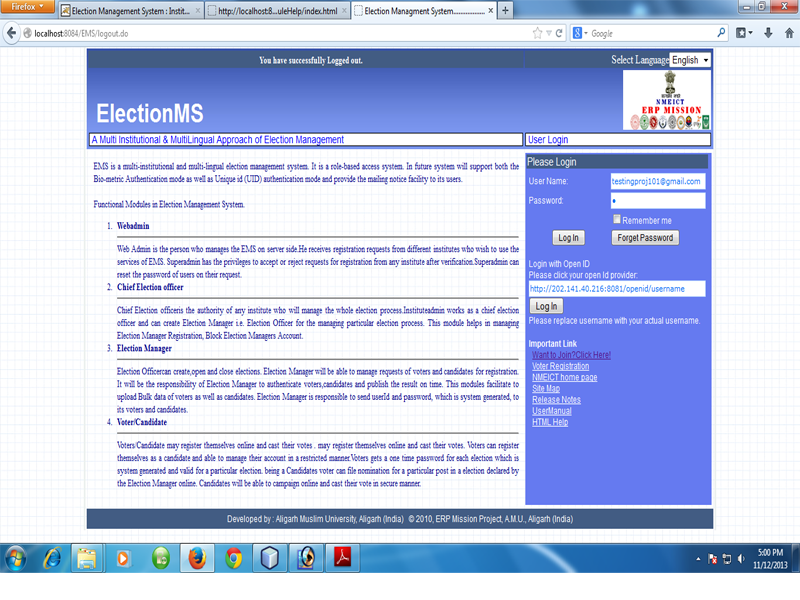 Firefox
Election Management System : Instit...
http://localhost:8...uleHelp/index.html
Election Managment System..................
localhost:8084/EMS/logout.do
Google
You have successfully Logged out.
Select Language English
ElectionMS
NMEICT
ERP MISSION
A Multi Institutional & MultiLingual Approach of Election Management
User Login
EMS is a multi-institutional and multi-lingual election management system. It is a role-based access system. In future system will support both the
Bio-metric Authentication mode as well as Unique id (UID) authentication mode and provide the mailing notice facility to its users.
Functional Modules in Election Management System.
1. Webadmin
Web Admin is the person who manages the EMS on server side.He receives registration requests from different institutes who wish to use the
services of EMS. Superadmin has the privileges to accept or reject requests for registration from any institute after verification.Superadmin can
reset the password of users on their request.
2. Chief Election officer
Chief Election officeris the authority of any institute who will manage the whole election process.Instituteadmin works as a chief election
officer and can create Election Manager i.e. Election Officer for the managing particular election process. This module helps in managing
Election Manager Registration, Block Election Managers Account.
3. Election Manager
Election Officercan create,open and close elections. Election Manager will be able to manage requests of voters and candidates for registration.
It will be the responsibility of Election Manager to authenticate voters,candidates and publish the result on time. This modules facilitate to
upload Bulk data of voters as well as candidates. Election Manager is responsible to send userId and password, which is system generated, to
its voters and candidates.
4. Voter/Candidate
Voters/Candidate may register themselves online and cast their votes . may register themselves online and cast their votes. Voters can register
themselves as a candidate and able to manage their account in a restricted manner.Voters gets a one time password for each election which is
system generated and valid for a particular election. being a Candidates voter can file nomination for a particular post in a election declared by
the Election Manager online. Candidates will be able to campaign online and cast their vote in secure manner.
Please Login
User Name: testingproj101@gmail.com
Password:
Remember me
Log In Forget Password
Login with Open ID
Please click your open Id provider:
http://202.141.40.216:8081/openid/username
Log In
Please replace username with your actual username.
Important Link
Want to Join?Click Here!
Voter Registration
NMEICT home page
Site Map
Release Notes
UserManual
HTML Help
Developed by : Aligarh Muslim University, Aligarh (India) © 2010, ERP Mission Project, A.M.U., Aligarh (India)
5:00 PM
11/12/2013